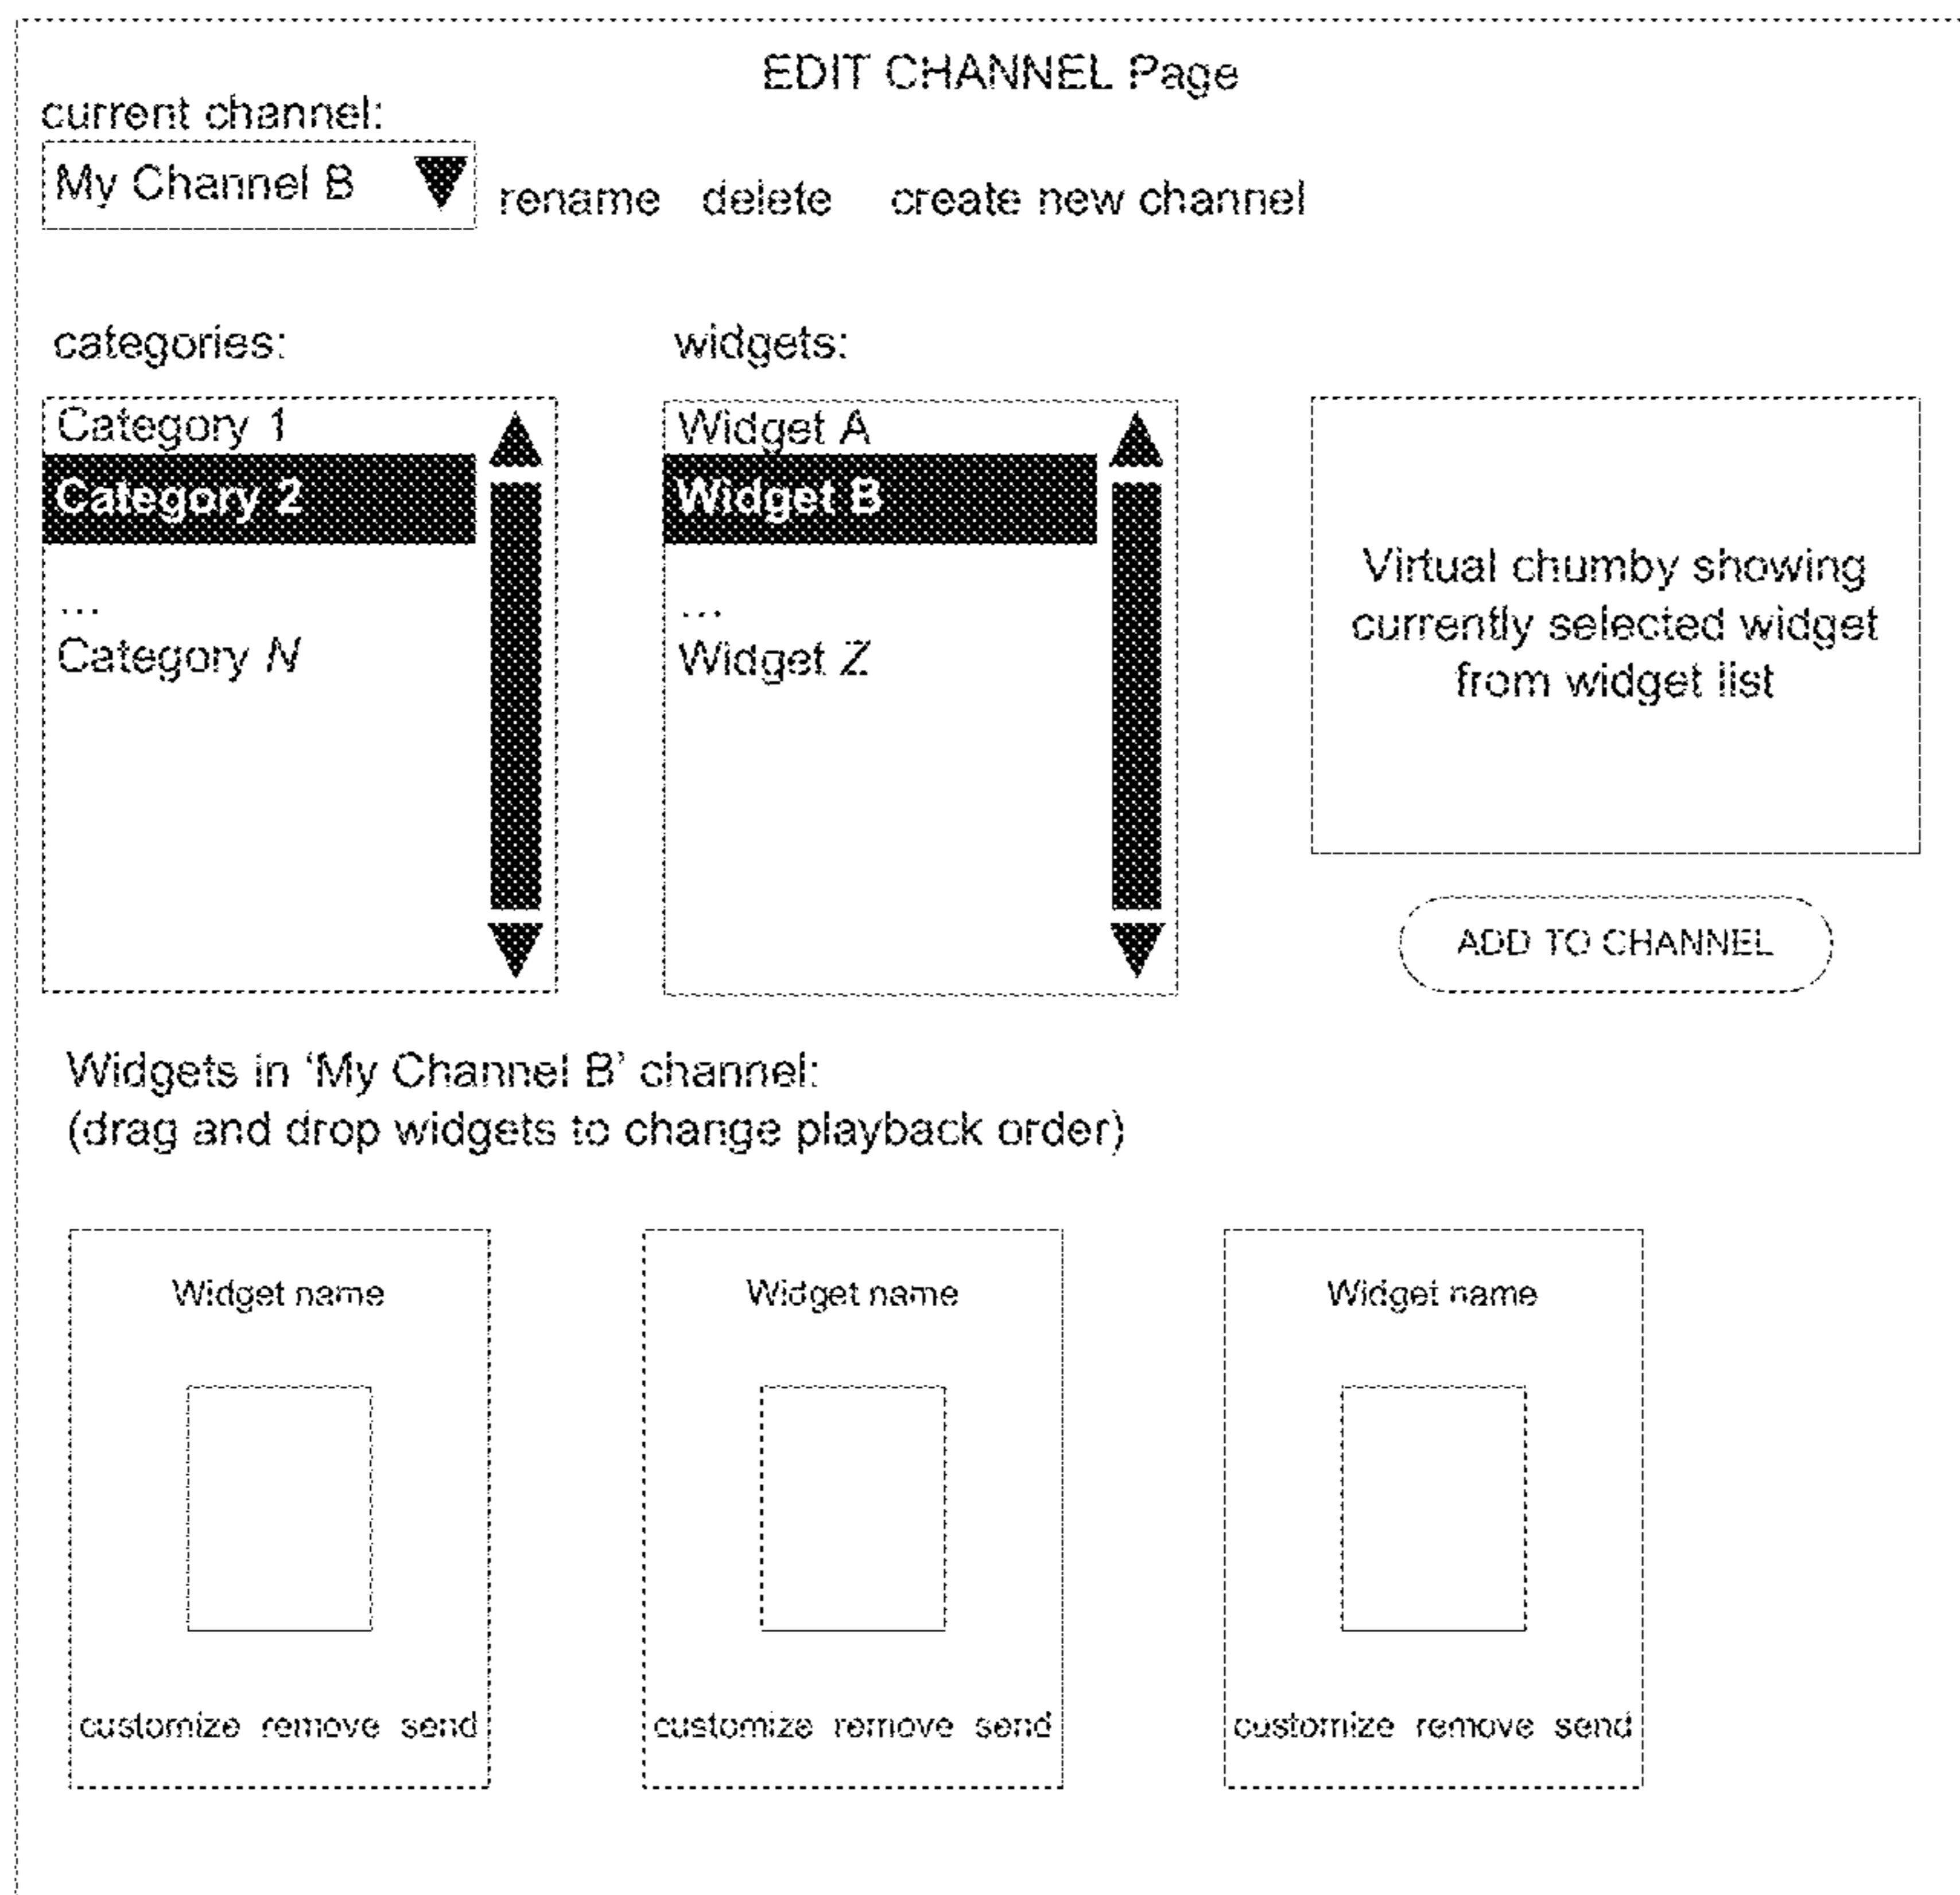 EDIT CHANNEL Page
current channel:
My Channel B
rename delete create new channel
categories:
Category 1
Category 2
...
Category N
widgets:
Widget A
Widget B
...
Widget Z
Virtual chumby showing
currently selected widget
from widget list
ADD TO CHANNEL
Widgets in ‘My Channel B’ channel:
(drag and drop widgets to change playback order)
Widget name
customize remove send
Widget name
customize remove send
Widget name
customize remove send